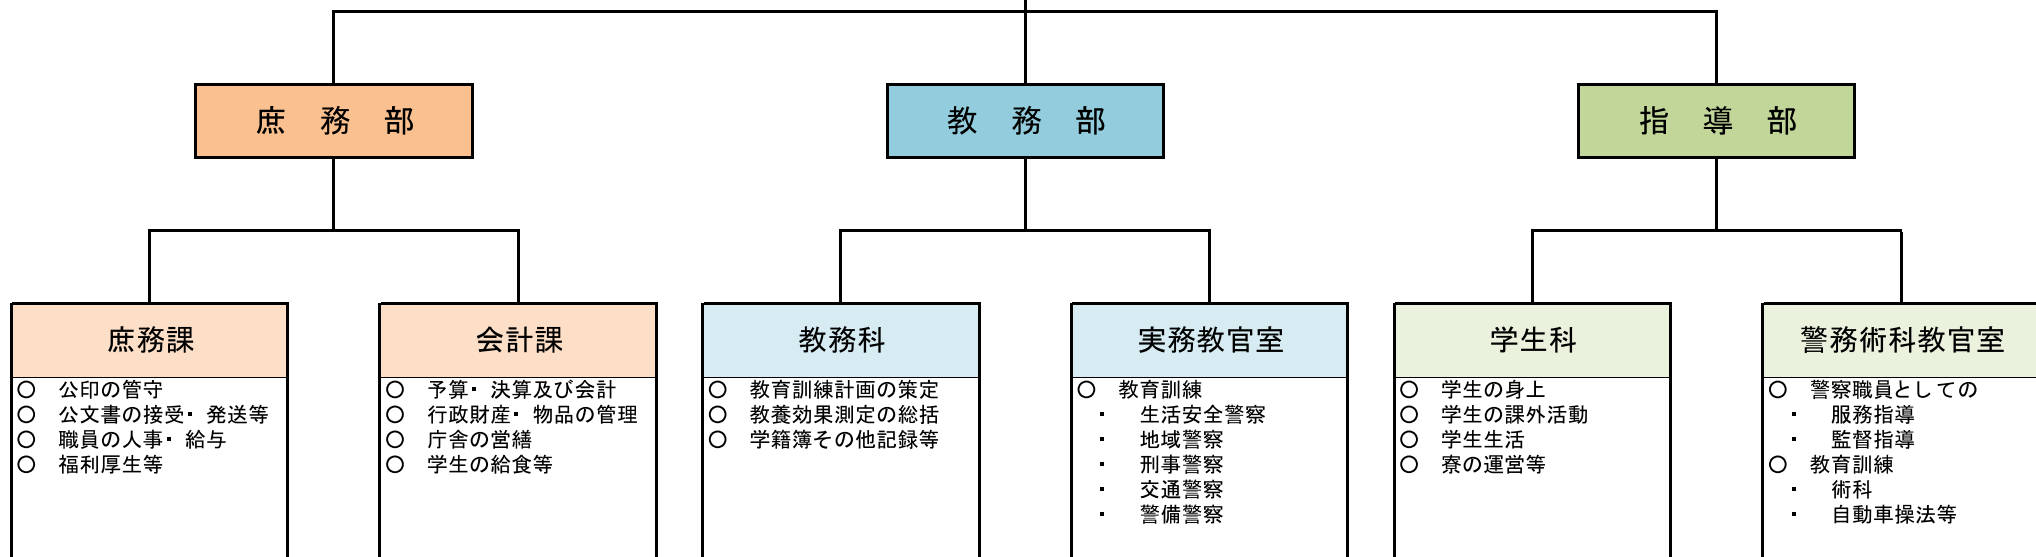 庶　務　部
教　務　部
指　導　部
庶務課
○　公印の管守
○　公文書の接受・発送等
○　職員の人事・給与
○　福利厚生等
会計課
○　予算・決算及び会計
○　行政財産・物品の管理
○　庁舎の営繕
○　学生の給食等
教務科
○　教育訓練計画の策定
○　教養効果測定の総括
○　学籍簿その他記録等
実務教官室
○　教育訓練
・　生活安全警察
・　地域警察
・　刑事警察
・　交通警察
・　警備警察
学生科
○　学生の身上
○　学生の課外活動
○　学生生活
○　寮の運営等
警務術科教官室
○　警察職員としての
・　服務指導
・　監督指導
○　教育訓練
・　術科
・　自動車操法等